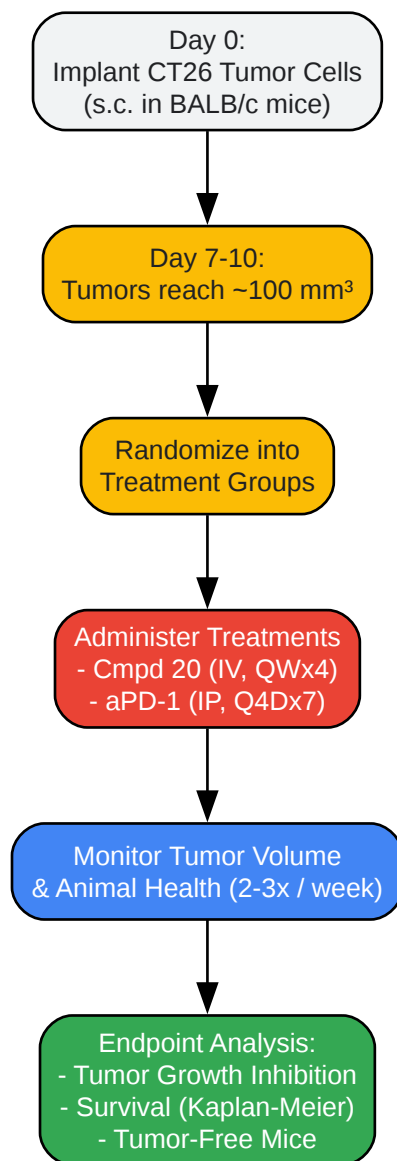 Day 0:
Implant CT26 Tumor Cells
(s.c. in BALB/c mice)
Day 7-10:
Tumors reach ~100 mm³
Randomize into
Treatment Groups
Administer Treatments
- Cmpd 20 (IV, QWx4)
- aPD-1 (IP, Q4Dx7)
Monitor Tumor Volume
& Animal Health (2-3x / week)
Endpoint Analysis:
- Tumor Growth Inhibition
- Survival (Kaplan-Meier)
- Tumor-Free Mice